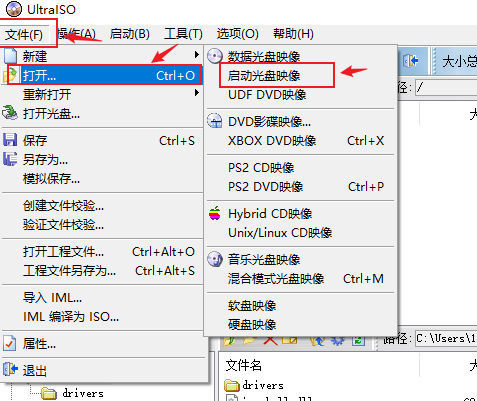 UltraISO
文件(F) 操作(A) 启动(B) 工具(T) 选项(O) 帮助(H)
新建
打开... Ctrl+O
重新打开
打开光盘...
保存 Ctrl+S
另存为...
模拟保存...
创建文件校验...
验证文件校验...
打开工程文件... Ctrl+Alt+O
工程文件另存为... Ctrl+Alt+S
导入 IML...
IML 编译为 ISO...
属性...
退出
数据光盘映像
启动光盘映像
UDF DVD映像
DVD影碟映像...
XBOX DVD映像 Ctrl+X
PS2 CD映像
PS2 DVD映像 Ctrl+P
Hybrid CD映像
Unix/Linux CD映像
音乐光盘映像
混合模式光盘映像 Ctrl+M
软盘映像
硬盘映像
大小总
径: /
大
路径: C:\Users\1
文件名 大
drivers
drivers